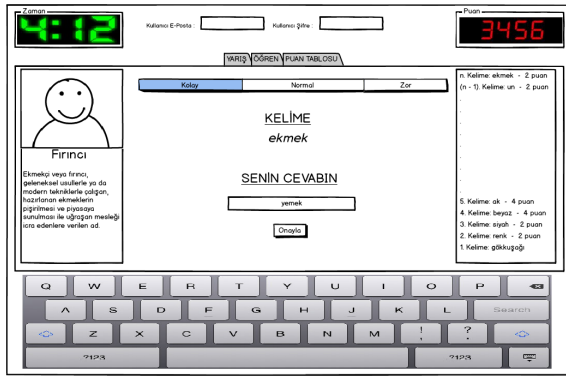 Zaman
4:12
Kullanıcı E-Posta :
Kullanıcı Şifre :
Puan
3456
YARIŞ ÖĞREN PUAN TABLOSU
Kolay Normal Zor
KELİME
ekmek
SENİN CEVABIN
yemek
Onayla
Fırıncı
Ekmekçi veya fırıncı,
geleneksel usullerle ya da
modern tekniklerle çalışan,
hazırlanan ekmeklerin
pişirilmesi ve piyasaya
sunulması ile uğraşan mesleği
icra edenlere verilen ad.
n. Kelime: ekmek - 2 puan
(n - 1). Kelime: un - 2 puan
.
.
.
.
.
.
5. Kelime: ak - 4 puan
4. Kelime: beyaz - 4 puan
3. Kelime: siyah - 2 puan
2. Kelime: renk - 2 puan
1. Kelime: gökkuşağı
Q W E R T Y U I O P
A S D F G H J K L Search
Z X C V B N M ! , ? .
?123 ?123